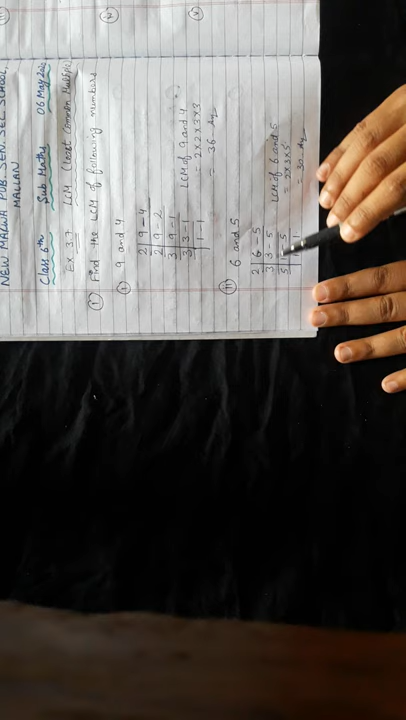 NEW MALWA PUB. SEN. SEC. SCHOOL
MALLAN
Class 6th Sub Maths 06 May 202
Ex 3.7 LCM (Least Common Multiple)
① Find the LCM of following numbers
(i) 9 and 4
2 | 9 - 4
2 | 9 - 2
3 | 9 - 1
3 | 3 - 1
1 - 1
LCM of 9 and 4
= 2×2×3×3
= 36 Ans
(ii) 6 and 5
2 | 6 - 5
3 | 3 - 5
5 | 1 - 5
LCM of 6 and 5
= 2×3×5
= 30 Ans